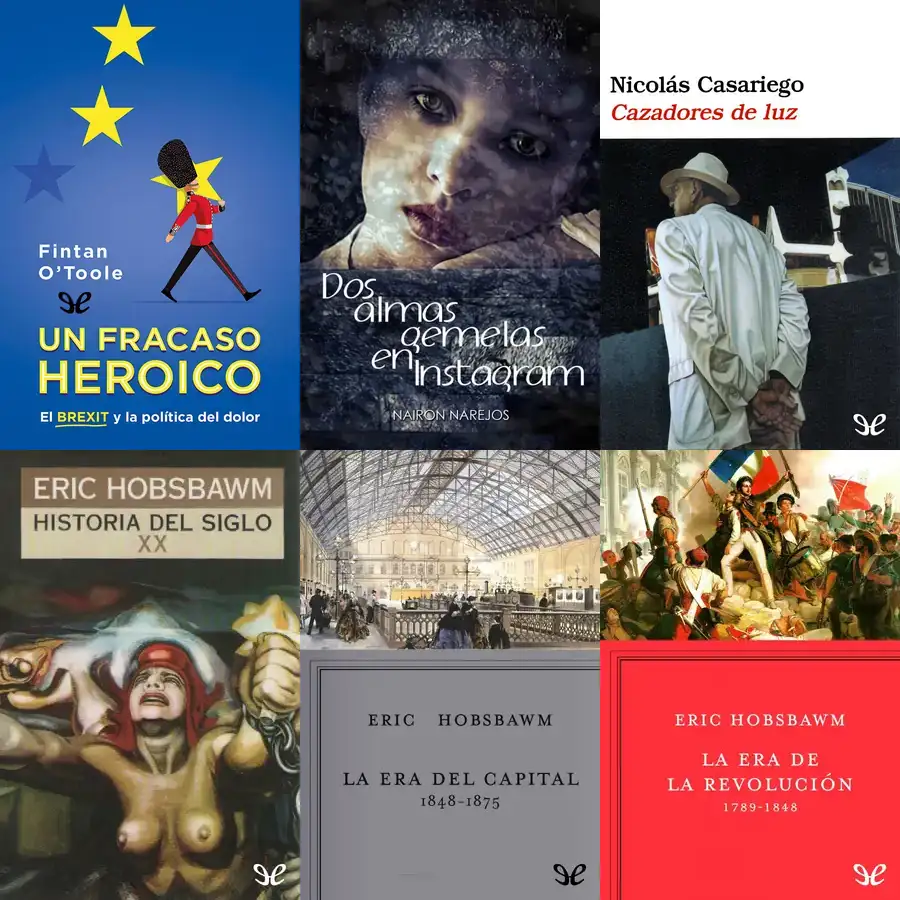 Fintan
O'Toole
UN FRACASO
HEROICO
El BREXIT y la política del dolor
Dos
almas
gemelas
en Instagram
NAIRON NAREJOS
Nicolás Casariego
Cazadores de luz
ERIC HOBSBAWM
HISTORIA DEL SIGLO
XX
ERIC HOBSBAWM
LA ERA DEL CAPITAL
1848-1875
ERIC HOBSBAWM
LA ERA DE
LA REVOLUCIÓN
1789-1848